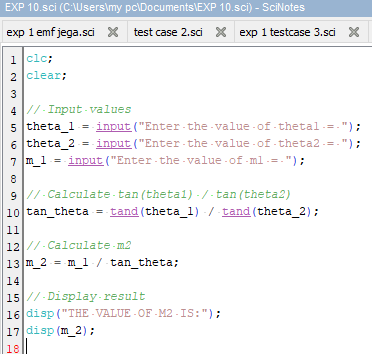 EXP 10.sci (C:\Users\my pc\Documents\EXP 10.sci) - SciNotes
exp 1 emf jega.sci test case 2.sci exp 1 testcase 3.sci
1 clc;
2 clear;
3
4 // Input values
5 theta_1 = input("Enter the value of theta1 = ");
6 theta_2 = input("Enter the value of theta2 = ");
7 m_1 = input("Enter the value of m1 = ");
8
9 // Calculate tan(theta1) / tan(theta2)
10 tan_theta = tand(theta_1) / tand(theta_2);
11
12 // Calculate m2
13 m_2 = m_1 / tan_theta;
14
15 // Display result
16 disp("THE VALUE OF M2 IS:");
17 disp(m_2);
18